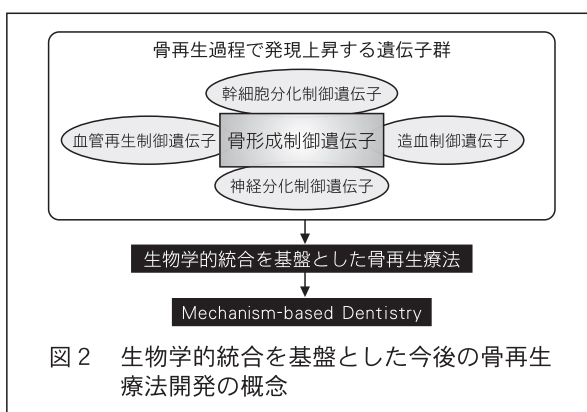 骨再生過程で発現上昇する遺伝子群
幹細胞分化制御遺伝子
血管再生制御遺伝子
骨形成制御遺伝子
造血制御遺伝子
神経分化制御遺伝子
生物学的統合を基盤とした骨再生療法
Mechanism-based Dentistry
図2 生物学的統合を基盤とした今後の骨再生
療法開発の概念